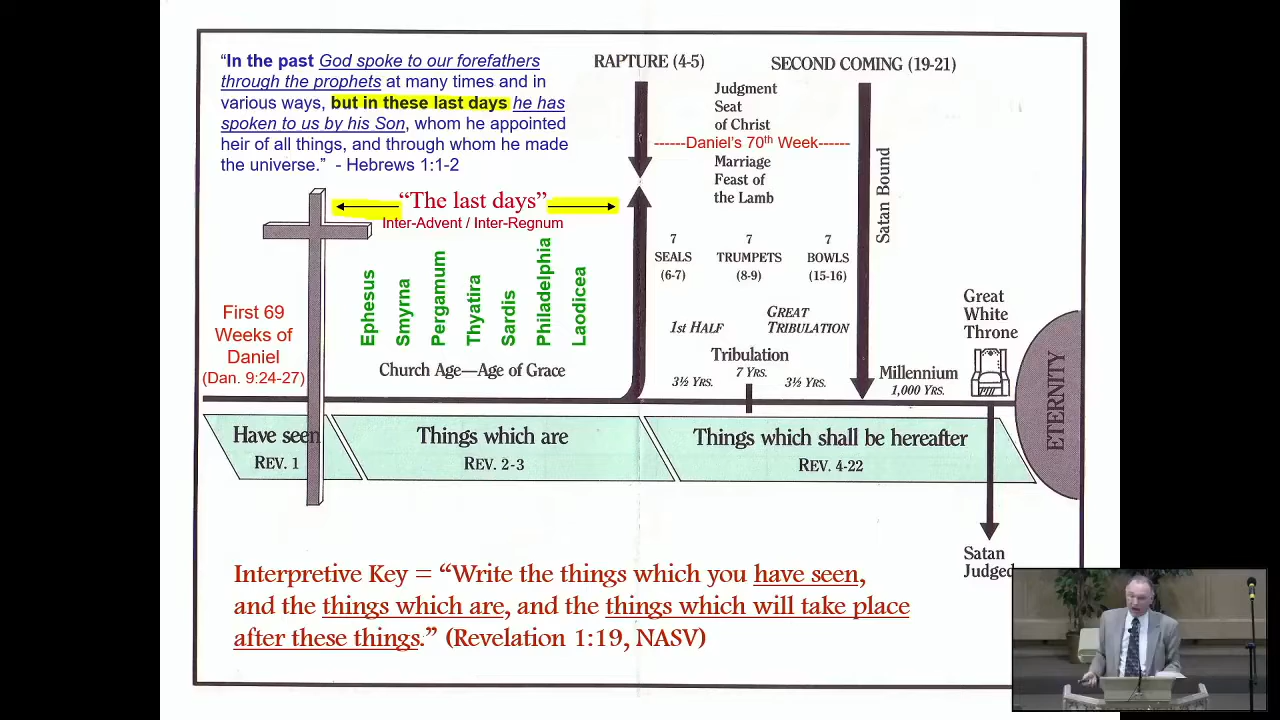 “In the past God spoke to our forefathers
through the prophets at many times and in
various ways, but in these last days he has
spoken to us by his Son, whom he appointed
heir of all things, and through whom he made
the universe.” - Hebrews 1:1-2
RAPTURE (4-5)
SECOND COMING (19-21)
Judgment
Seat
of Christ
------Daniel’s 70th Week------
Marriage
Feast of
the Lamb
Satan Bound
“The last days”
Inter-Advent / Inter-Regnum
7
SEALS
(6-7)
7
TRUMPETS
(8-9)
7
BOWLS
(15-16)
Ephesus
Smyrna
Pergamum
Thyatira
Sardis
Philadelphia
Laodicea
First 69
Weeks of
Daniel
(Dan. 9:24-27)
Church Age—Age of Grace
1st HALF
GREAT
TRIBULATION
Tribulation
7 YRS.
3½ YRS.
3½ YRS.
Millennium
1,000 YRS.
Great
White
Throne
ETERNITY
Have seen
REV. 1
Things which are
REV. 2-3
Things which shall be hereafter
REV. 4-22
Satan
Judged
Interpretive Key = “Write the things which you have seen,
and the things which are, and the things which will take place
after these things.” (Revelation 1:19, NASV)